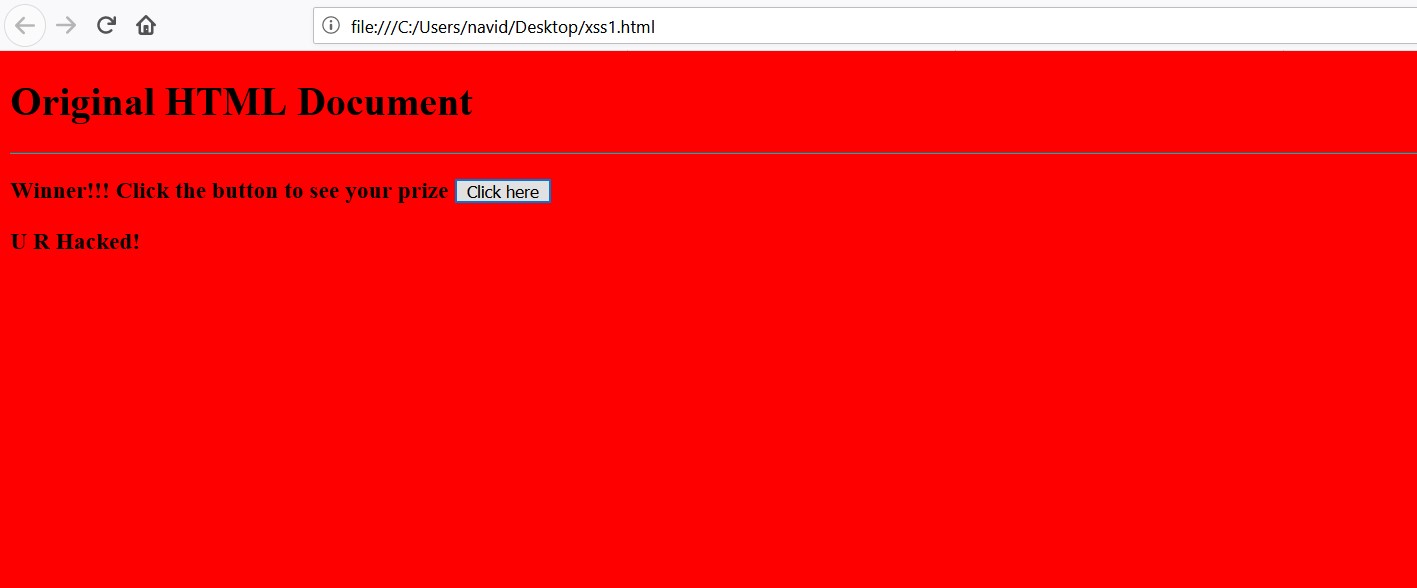 file:///C:/Users/navid/Desktop/xss1.html
Original HTML Document
Winner!!! Click the button to see your prize Click here
U R Hacked!